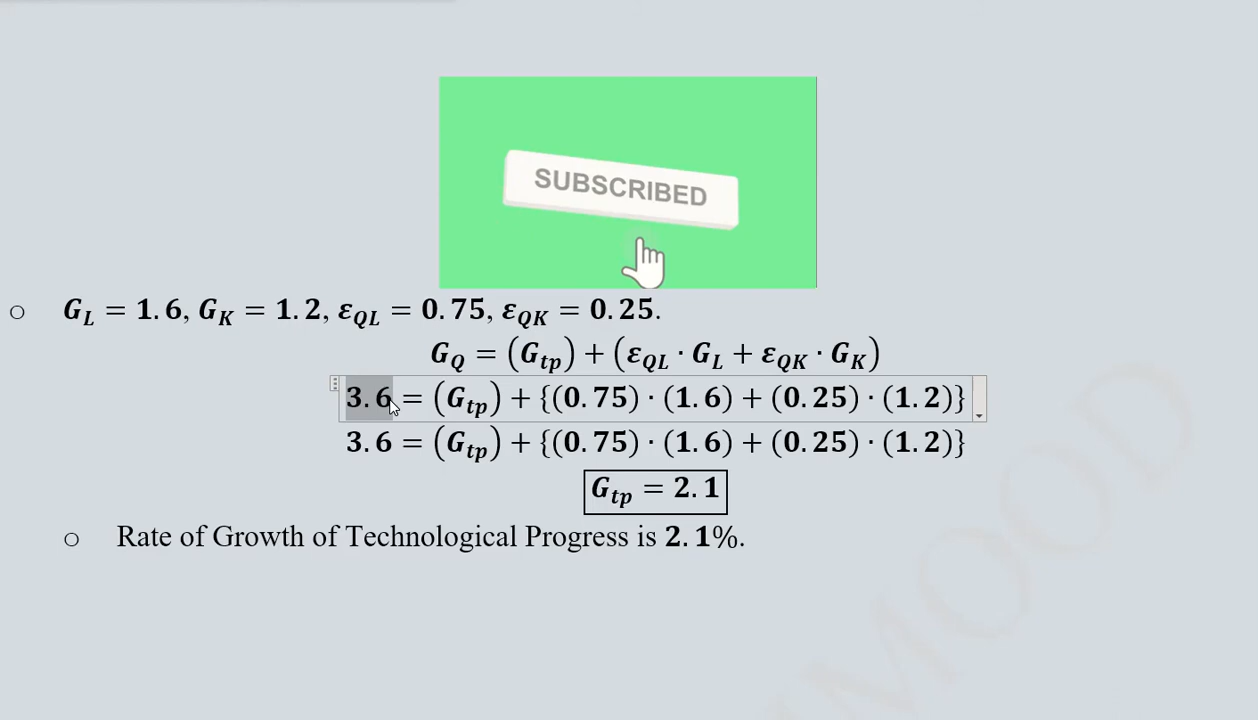 SUBSCRIBED
○ G_L = 1.6, G_K = 1.2, ε_QL = 0.75, ε_QK = 0.25.
G_Q = (G_tp) + (ε_QL · G_L + ε_QK · G_K)
3.6 = (G_tp) + {(0.75) · (1.6) + (0.25) · (1.2)}
3.6 = (G_tp) + {(0.75) · (1.6) + (0.25) · (1.2)}
G_tp = 2.1
○ Rate of Growth of Technological Progress is 2.1%.